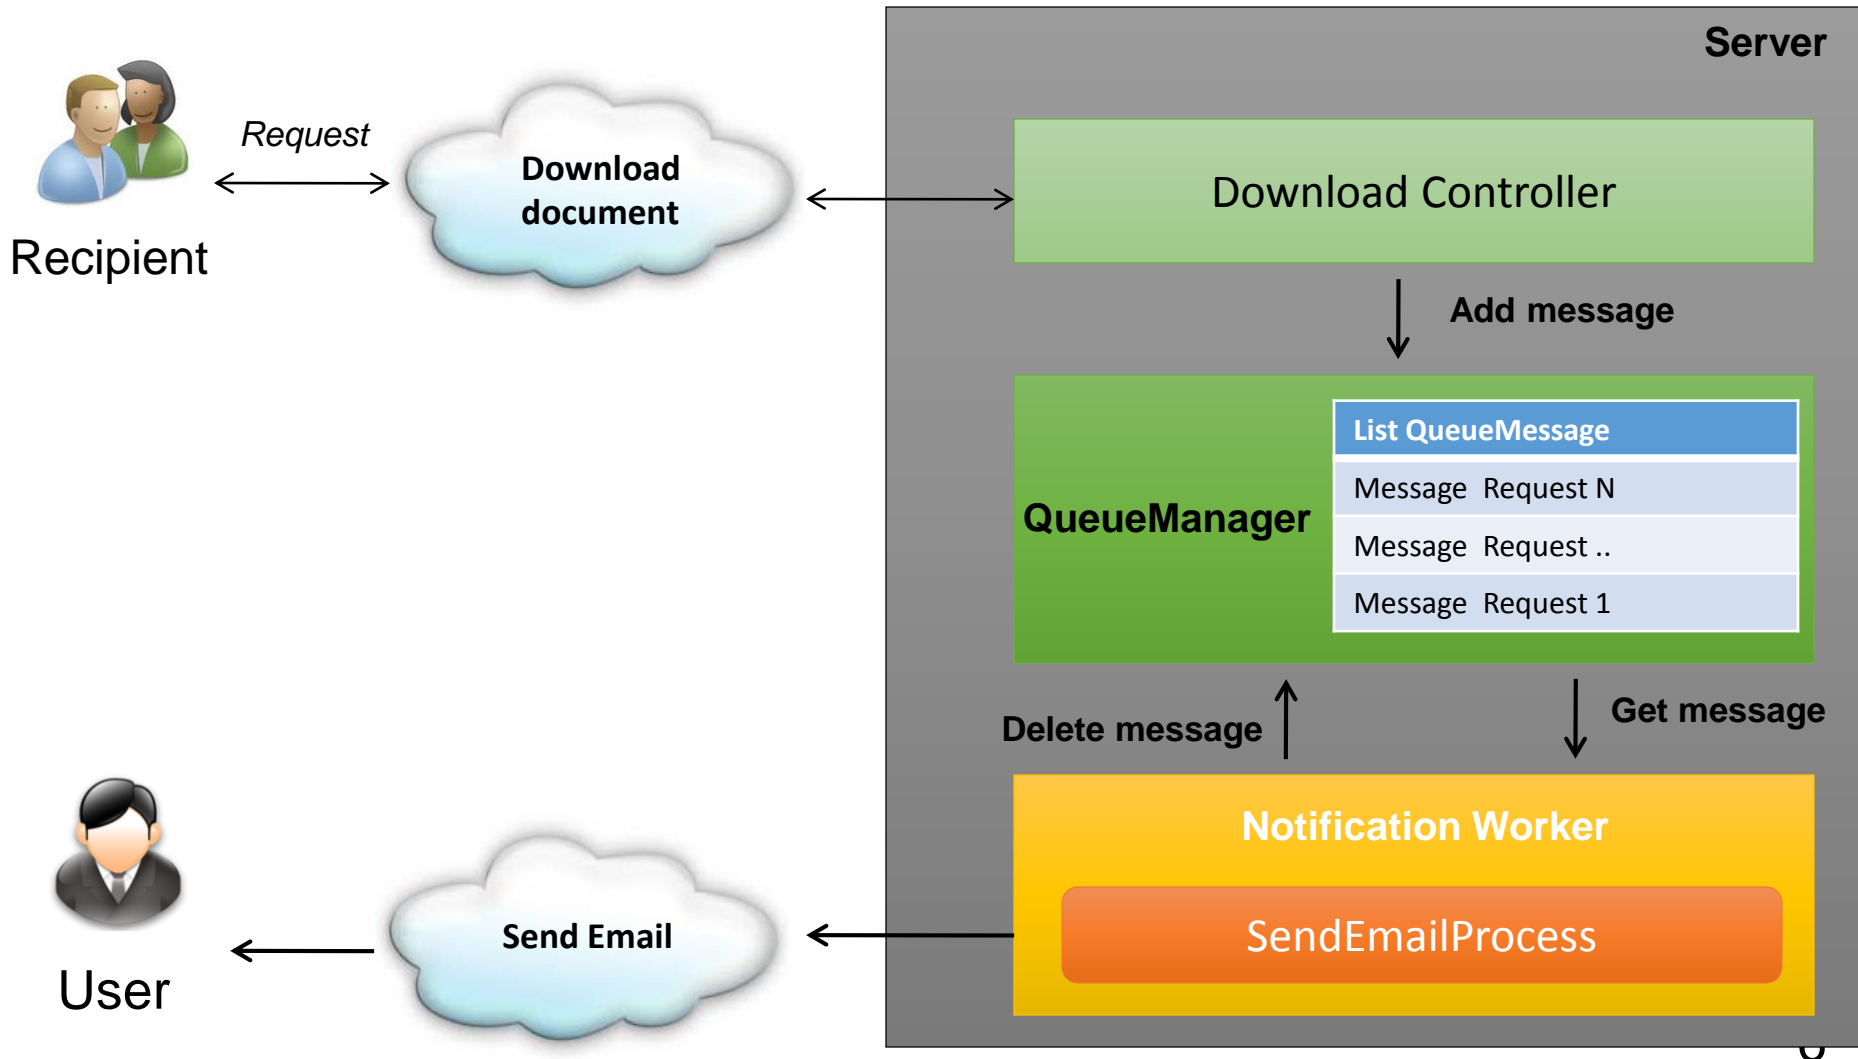 Server
Request
Download
document
Download Controller
Recipient
Add message
List QueueMessage
Message Request N
QueueManager
Message Request ..
Message Request 1
Delete message
Get message
Notification Worker
Send Email
SendEmailProcess
User